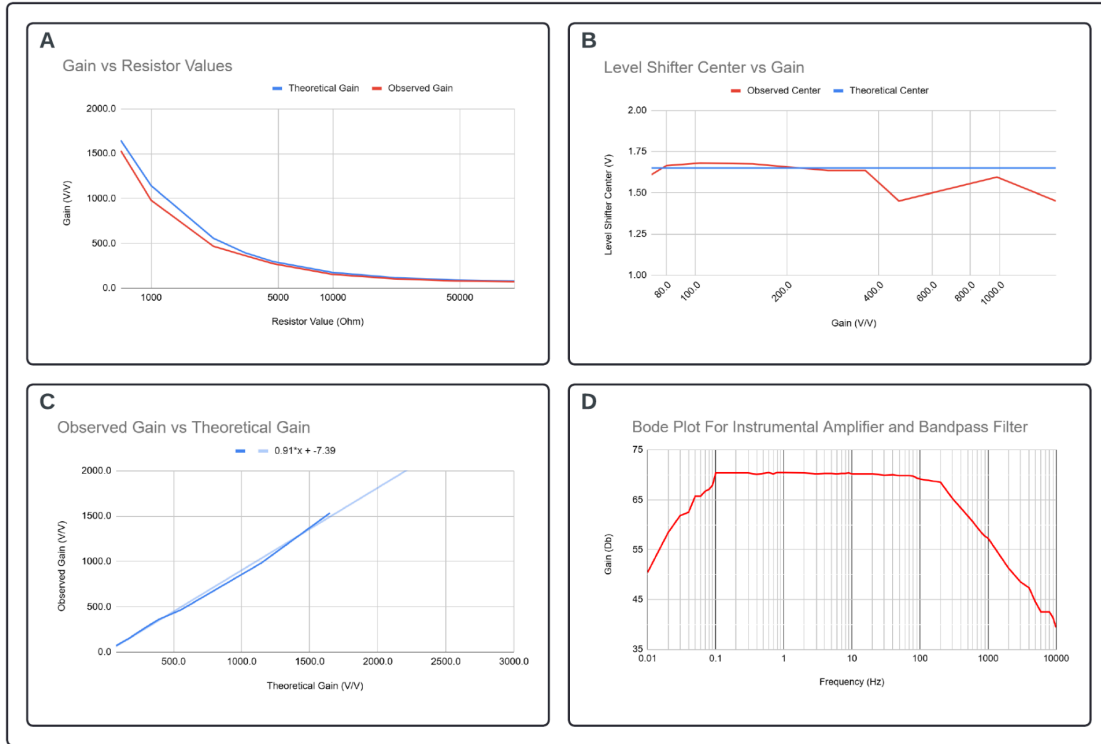 A
Gain vs Resistor Values
Theoretical Gain Observed Gain
2000.0
1500.0
1000.0
500.0
0.0
Gain (V/V)
1000 5000 10000 50000
Resistor Value (Ohm)
B
Level Shifter Center vs Gain
Observed Center Theoretical Center
2.00
1.75
1.50
1.25
1.00
Level Shifter Center (V)
80.0 100.0 200.0 400.0 600.0 800.0 1000.0
Gain (V/V)
C
Observed Gain vs Theoretical Gain
0.91*x + -7.39
2000.0
1500.0
1000.0
500.0
0.0
Observed Gain (V/V)
500.0 1000.0 1500.0 2000.0 2500.0 3000.0
Theoretical Gain (V/V)
D
Bode Plot For Instrumental Amplifier and Bandpass Filter
75
65
55
45
35
Gain (Db)
0.01 0.1 1 10 100 1000 10000
Frequency (Hz)